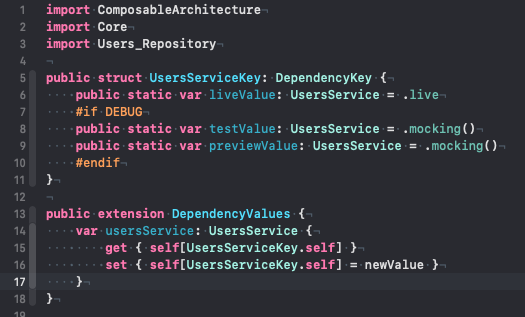 1 import ComposableArchitecture
2 import Core
3 import Users_Repository
4
5 public struct UsersServiceKey: DependencyKey {
6     public static var liveValue: UsersService = .live
7     #if DEBUG
8     public static var testValue: UsersService = .mocking()
9     public static var previewValue: UsersService = .mocking()
10     #endif
11 }
12
13 public extension DependencyValues {
14     var usersService: UsersService {
15         get { self[UsersServiceKey.self] }
16         set { self[UsersServiceKey.self] = newValue }
17     }
18 }
19